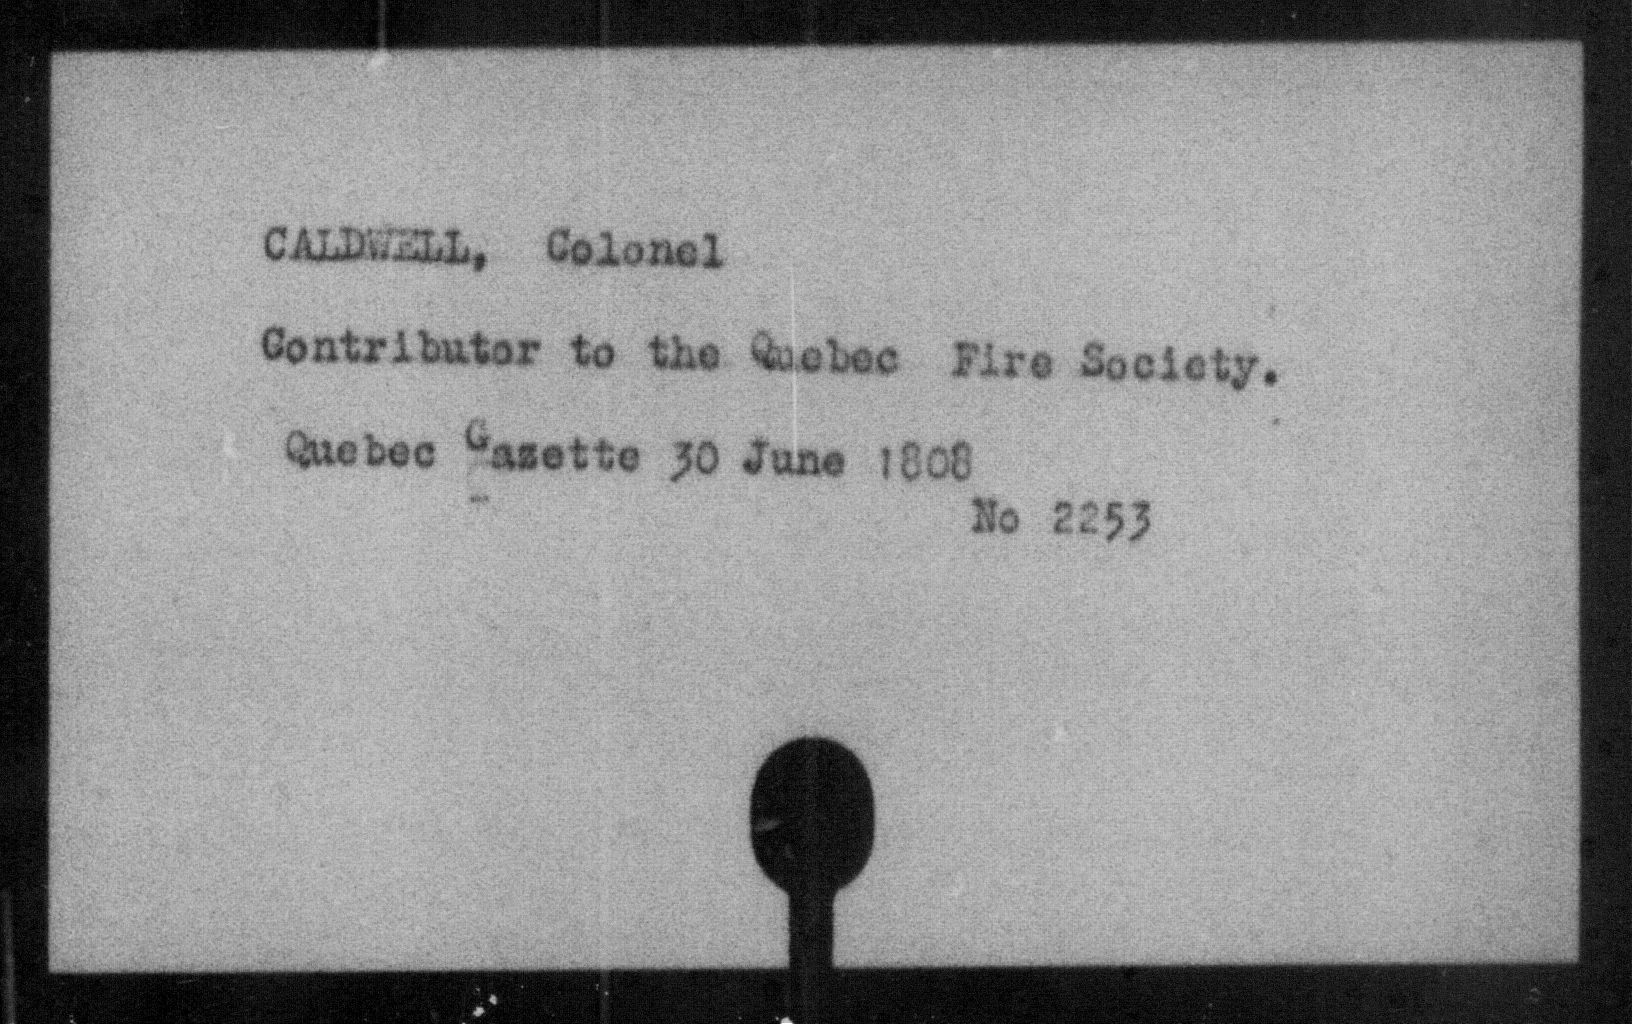 CALDWELL, Colonel
Contributor to the Quebec Fire Society.
Quebec Gazette 30 June 1808
No 2253